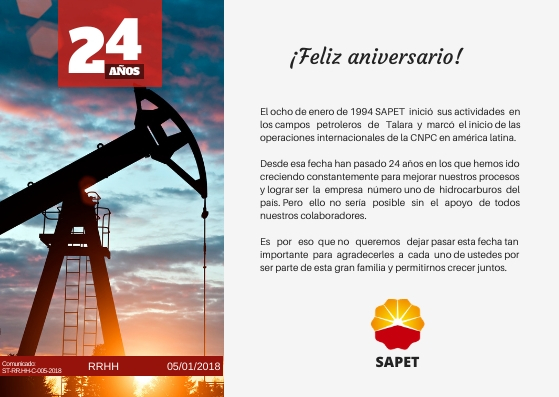 24
AÑOS
¡Feliz aniversario!
El ocho de enero de 1994 SAPET inició sus actividades en
los campos petroleros de Talara y marcó el inicio de las
operaciones internacionales de la CNPC en américa latina.
Desde esa fecha han pasado 24 años en los que hemos ido
creciendo constantemente para mejorar nuestros procesos
y lograr ser la empresa número uno de hidrocarburos del
país. Pero ello no sería posible sin el apoyo de todos
nuestros colaboradores.
Es por eso que no queremos dejar pasar esta fecha tan
importante para agradecerles a cada uno de ustedes por
ser parte de esta gran familia y permitirnos crecer juntos.
SAPET
Comunicado:
ST-RR.HH-C-005-2018
RRHH
05/01/2018